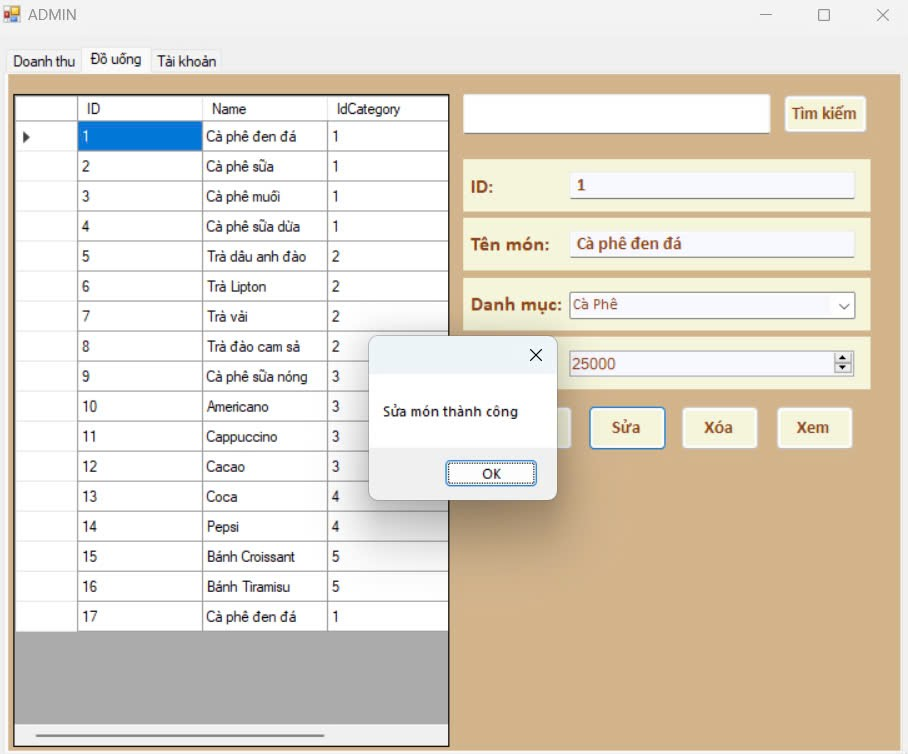 ADMIN
Doanh thu Đồ uống Tài khoản
ID Name IdCategory
1 Cà phê đen đá 1
2 Cà phê sữa 1
3 Cà phê muối 1
4 Cà phê sữa dừa 1
5 Trà dâu anh đào 2
6 Trà Lipton 2
7 Trà vải 2
8 Trà đào cam sả 2
9 Cà phê sữa nóng 3
10 Americano 3
11 Cappuccino 3
12 Cacao 3
13 Coca 4
14 Pepsi 4
15 Bánh Croissant 5
16 Bánh Tiramisu 5
17 Cà phê đen đá 1
Tìm kiếm
ID: 1
Tên món: Cà phê đen đá
Danh mục: Cà Phê
25000
Sửa Xóa Xem
Sửa món thành công
OK